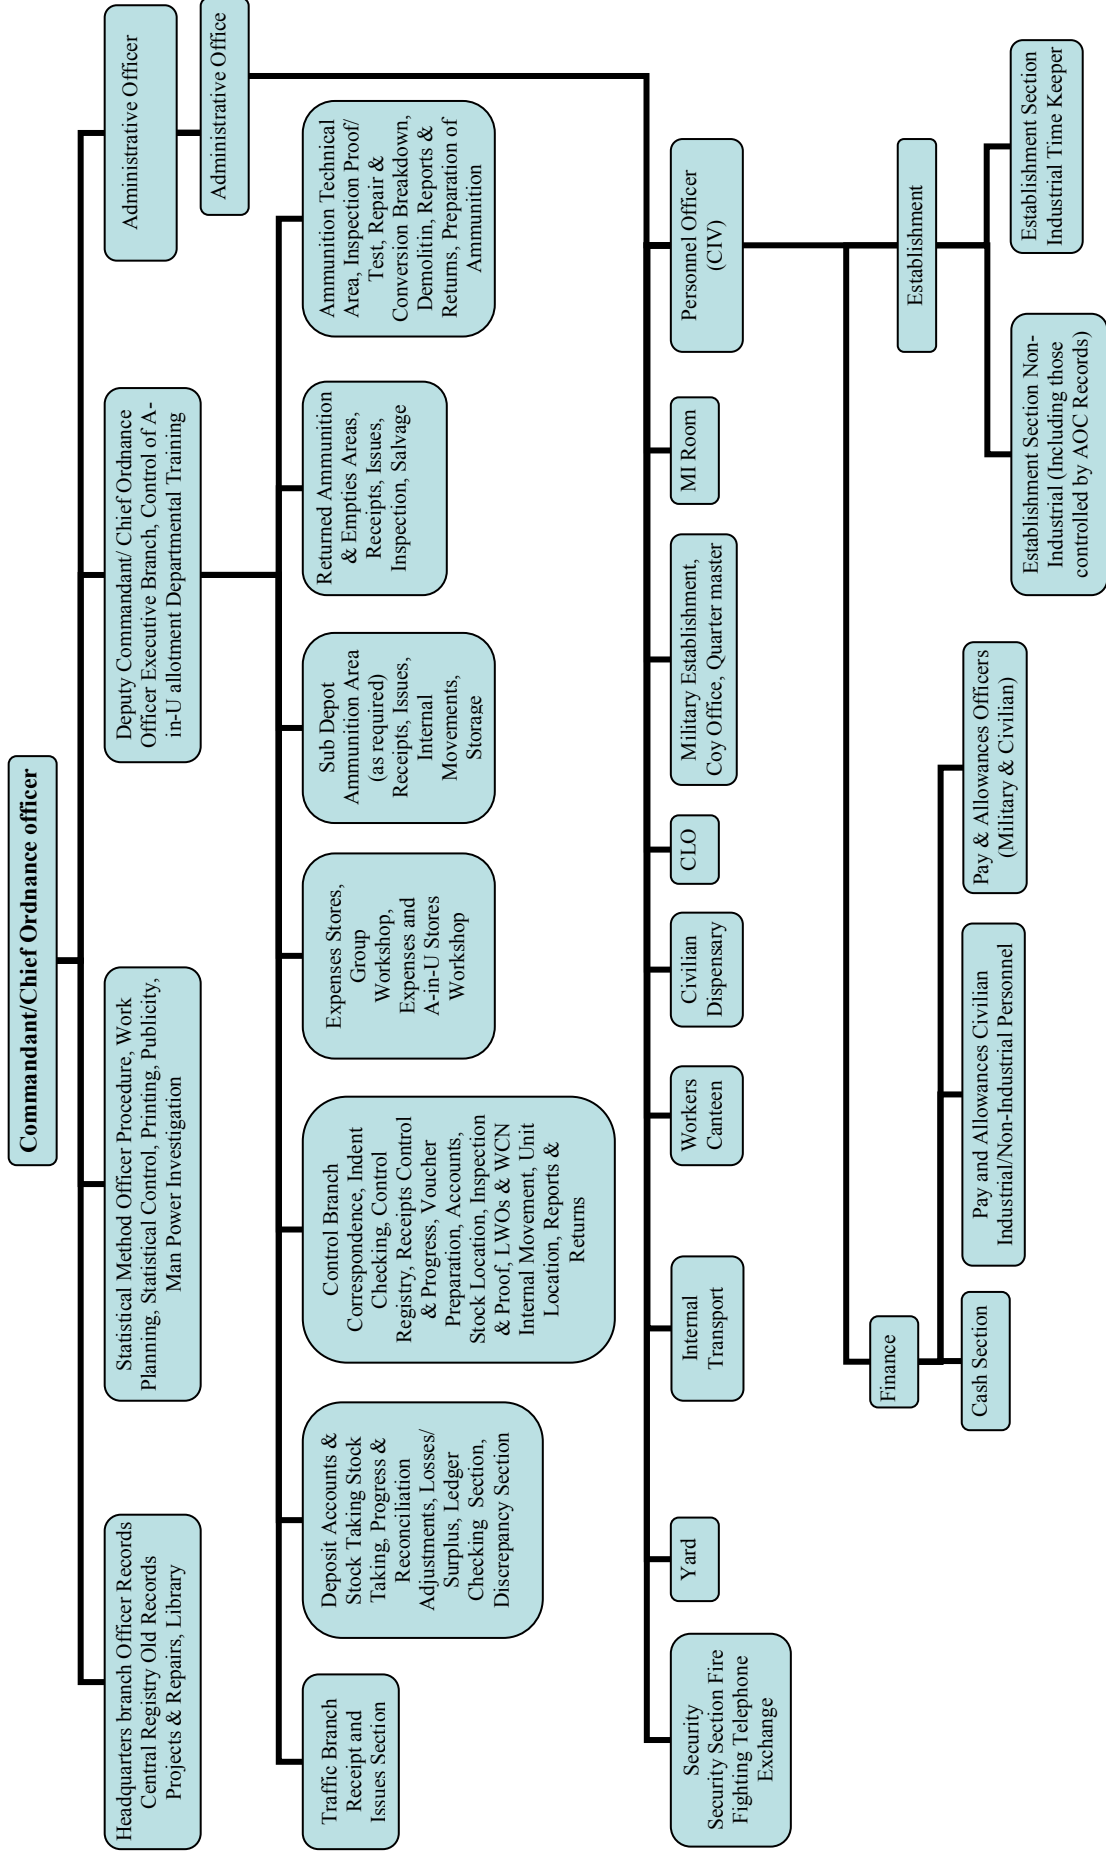 Commandant/Chief Ordnance officer
Headquarters branch Officer Records
Central Registry Old Records
Projects & Repairs, Library
Statistical Method Officer Procedure, Work
Planning, Statistical Control, Printing, Publicity,
Man Power Investigation
Deputy Commandant/ Chief Ordnance
Officer Executive Branch, Control of A-
in-U allotment Departmental Training
Administrative Officer
Administrative Office
Traffic Branch
Receipt and
Issues Section
Deposit Accounts &
Stock Taking Stock
Taking, Progress &
Reconciliation
Adjustments, Losses/
Surplus, Ledger
Checking Section,
Discrepancy Section
Control Branch
Correspondence, Indent
Checking, Control
Registry, Receipts Control
& Progress, Voucher
Preparation, Accounts,
Stock Location, Inspection
& Proof, LWOs & WCN
Internal Movement, Unit
Location, Reports &
Returns
Expenses Stores,
Group
Workshop,
Expenses and
A-in-U Stores
Workshop
Sub Depot
Ammunition Area
(as required)
Receipts, Issues,
Internal
Movements,
Storage
Returned Ammunition
& Empties Areas,
Receipts, Issues,
Inspection, Salvage
Ammunition Technical
Area, Inspection Proof/
Test, Repair &
Conversion Breakdown,
Demolitin, Reports &
Returns, Preparation of
Ammunition
Security
Security Section Fire
Fighting Telephone
Exchange
Yard
Internal
Transport
Workers
Canteen
Civilian
Dispensary
CLO
Military Establishment,
Coy Office, Quarter master
MI Room
Personnel Officer
(CIV)
Finance
Establishment
Cash Section
Pay and Allowances Civilian
Industrial/Non-Industrial Personnel
Pay & Allowances Officers
(Military & Civilian)
Establishment Section Non-
Industrial (Including those
controlled by AOC Records)
Establishment Section
Industrial Time Keeper